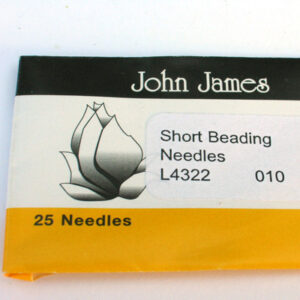 John James
Short Beading
Needles
L4322 010
25 Needles